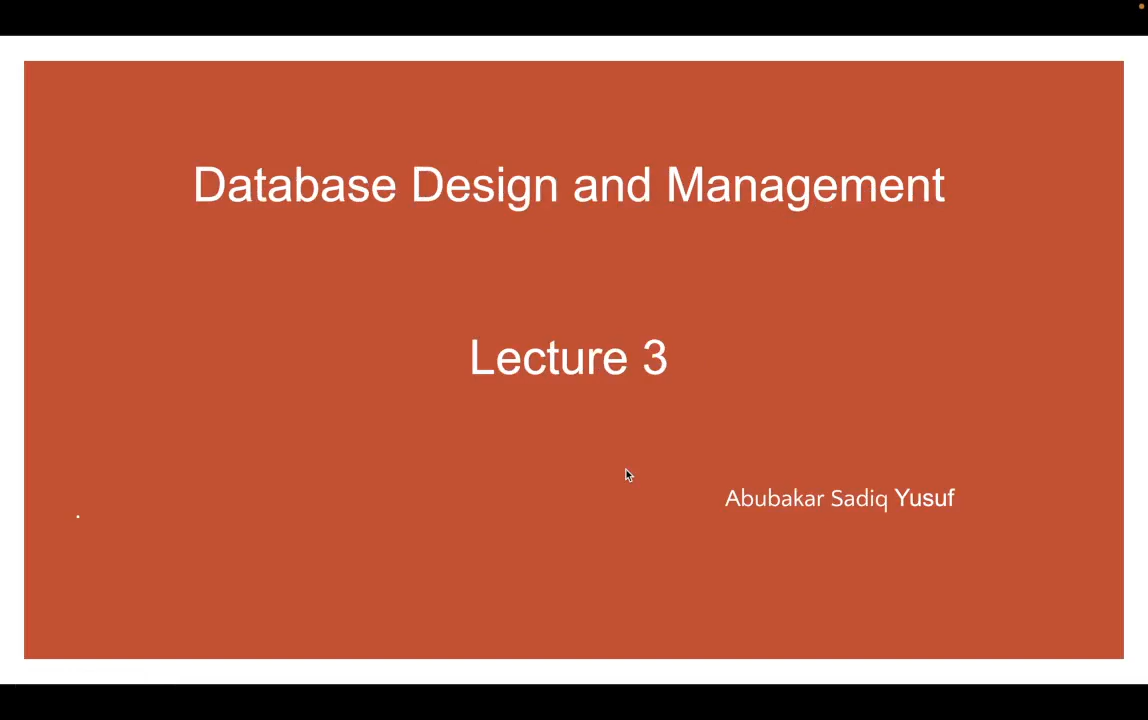 Database Design and Management
Lecture 3
Abubakar Sadiq Yusuf
.